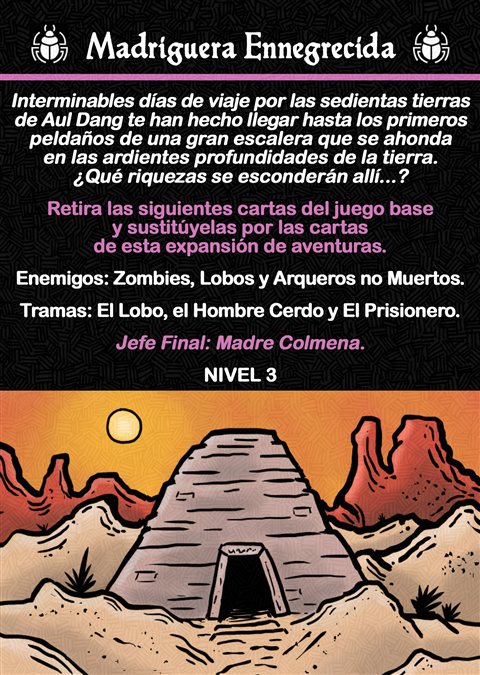 Madriguera Ennegrecida
Interminables días de viaje por las sedientas tierras
de Aul Dang te han hecho llegar hasta los primeros
peldaños de una gran escalera que se ahonda
en las ardientes profundidades de la tierra.
¿Qué riquezas se esconderán allí...?
Retira las siguientes cartas del juego base
y sustitúyelas por las cartas
de esta expansión de aventuras.
Enemigos: Zombies, Lobos y Arqueros no Muertos.
Tramas: El Lobo, el Hombre Cerdo y El Prisionero.
Jefe Final: Madre Colmena.
NIVEL 3